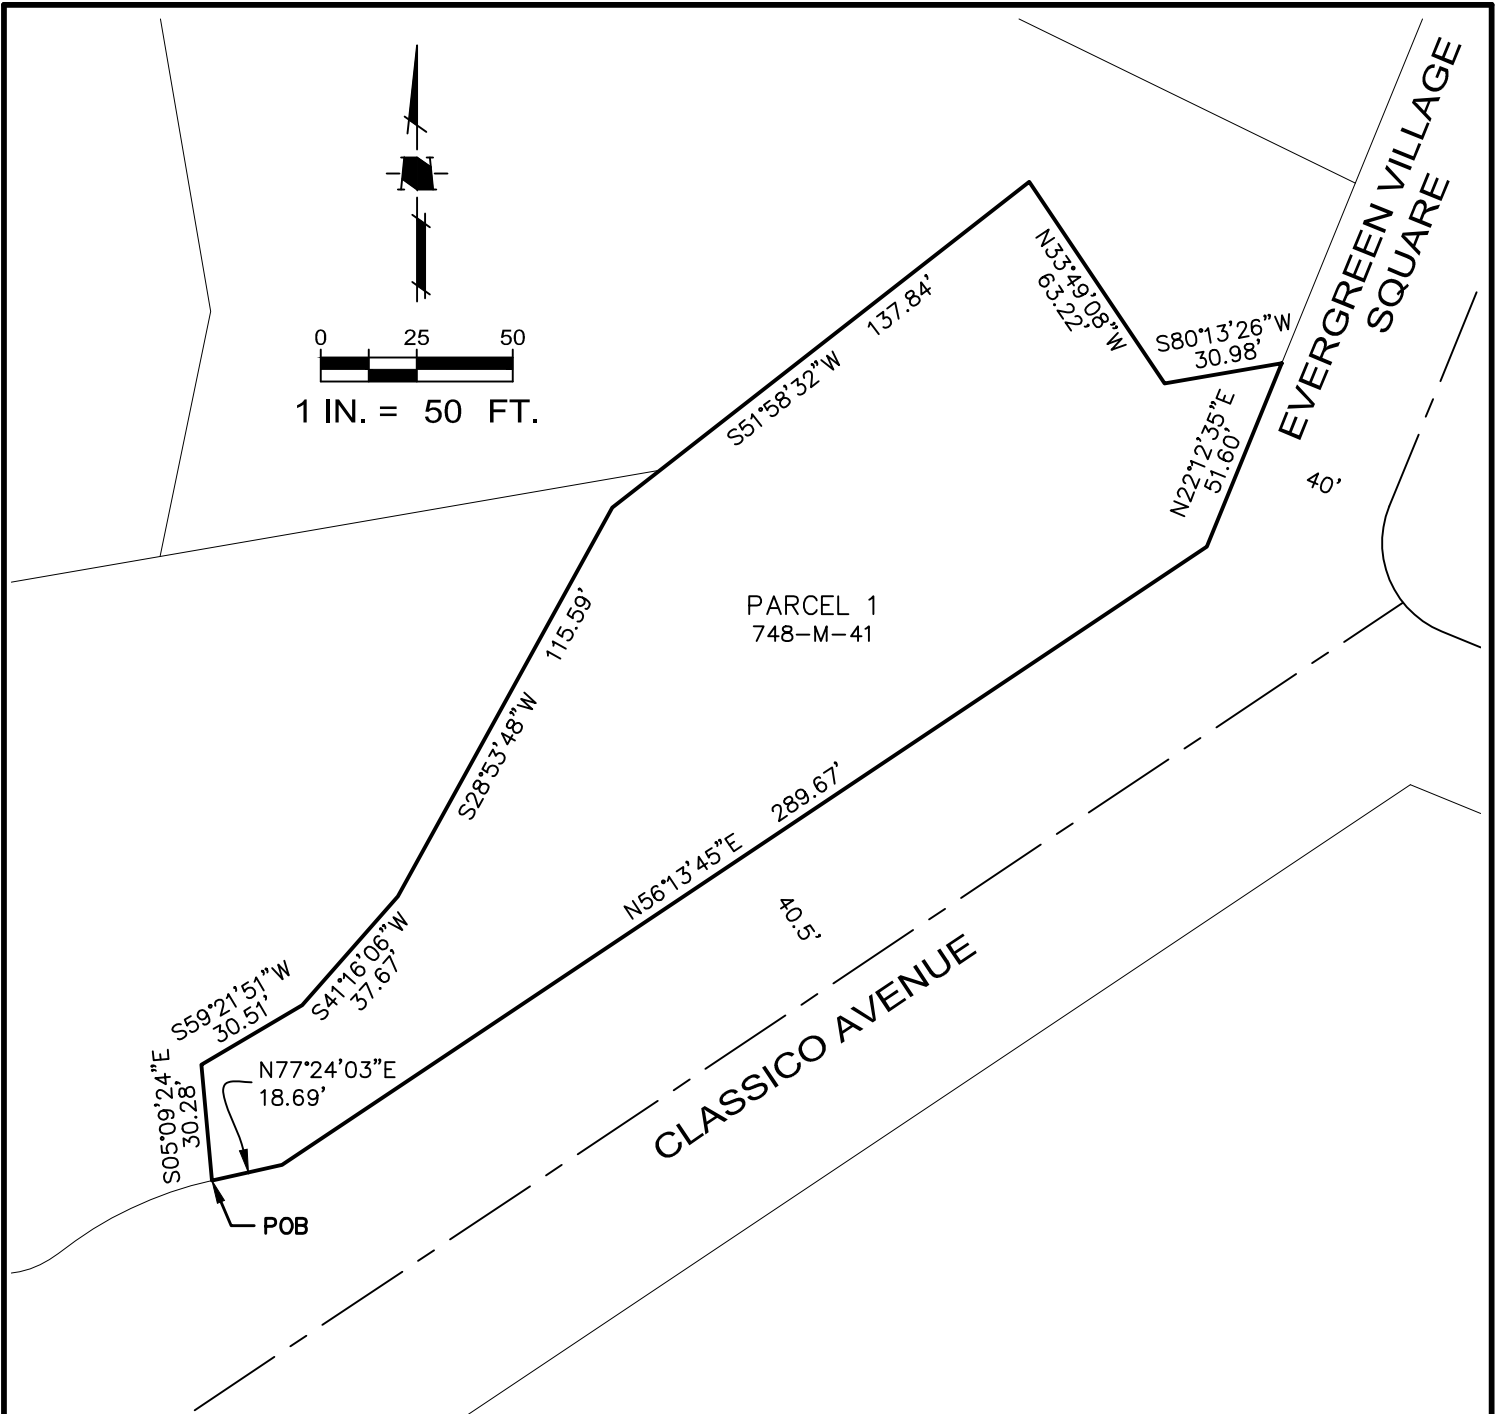 EVERGREEN VILLAGE
SQUARE
0 25 50
1 IN. = 50 FT.
N33°49'08"W
63.22'
S80°13'26"W
30.98'
S51°58'32"W 137.84'
N22°12'35"E
51.60'
40'
PARCEL 1
748-M-41
S28°53'48"W 115.59'
N56°13'45"E 289.67'
40.5'
CLASSICO AVENUE
S41°16'06"W
37.67'
S59°21'51"W
30.51'
S05°09'24"E
30.28'
N77°24'03"E
18.69'
POB